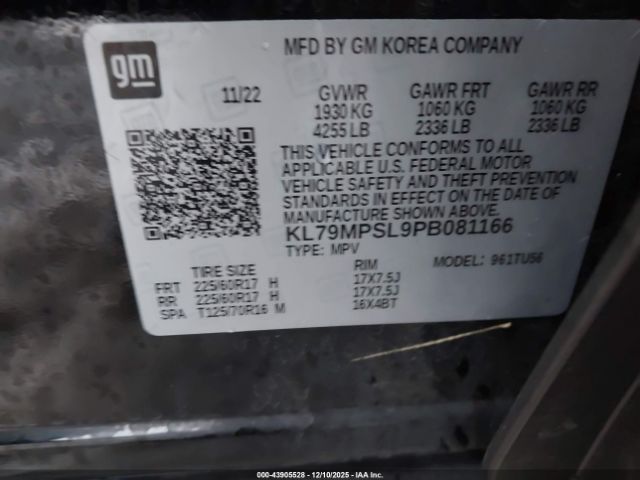 gm
MFD BY GM KOREA COMPANY
11/22 GVWR GAWR FRT GAWR RR
1930 KG 1060 KG 1060 KG
4255 LB 2336 LB 2336 LB
THIS VEHICLE CONFORMS TO ALL
APPLICABLE U.S. FEDERAL MOTOR
VEHICLE SAFETY AND THEFT PREVENTION
STANDARDS IN EFFECT ON THE DATE OF
MANUFACTURE SHOWN ABOVE.
KL79MPSL9PB081166
TYPE: MPV MODEL: 961TU56
TIRE SIZE RIM
FRT 225/60R17 H 17X7.5J
RR 225/60R17 H 17X7.5J
SPA T125/70R16 M 16X4BT
000-43905528 - 12/10/2025 - IAA Inc.